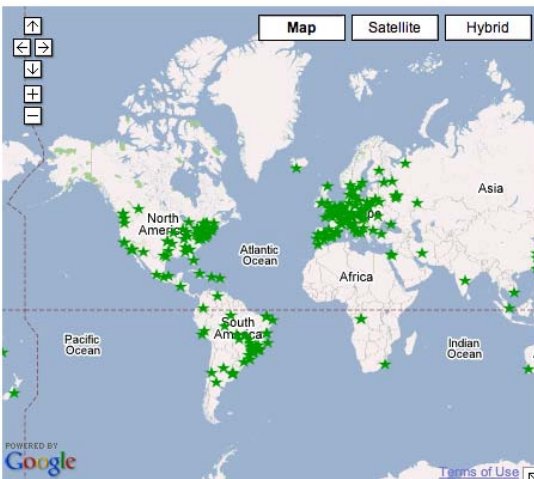 Map
Satellite
Hybrid
Asia
North
America
Atlantic
Ocean
Africa
South
America
Pacific
Ocean
Indian
Ocean
POWERED BY
Google
Terms of Use